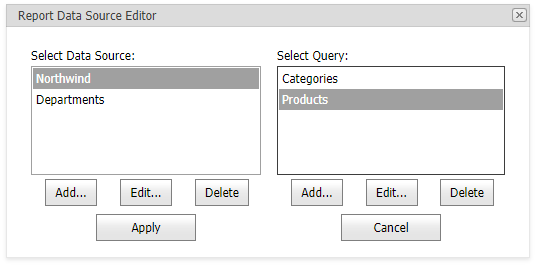 Report Data Source Editor
Select Data Source:
Northwind
Departments
Add...
Edit...
Delete
Select Query:
Categories
Products
Add...
Edit...
Delete
Apply
Cancel